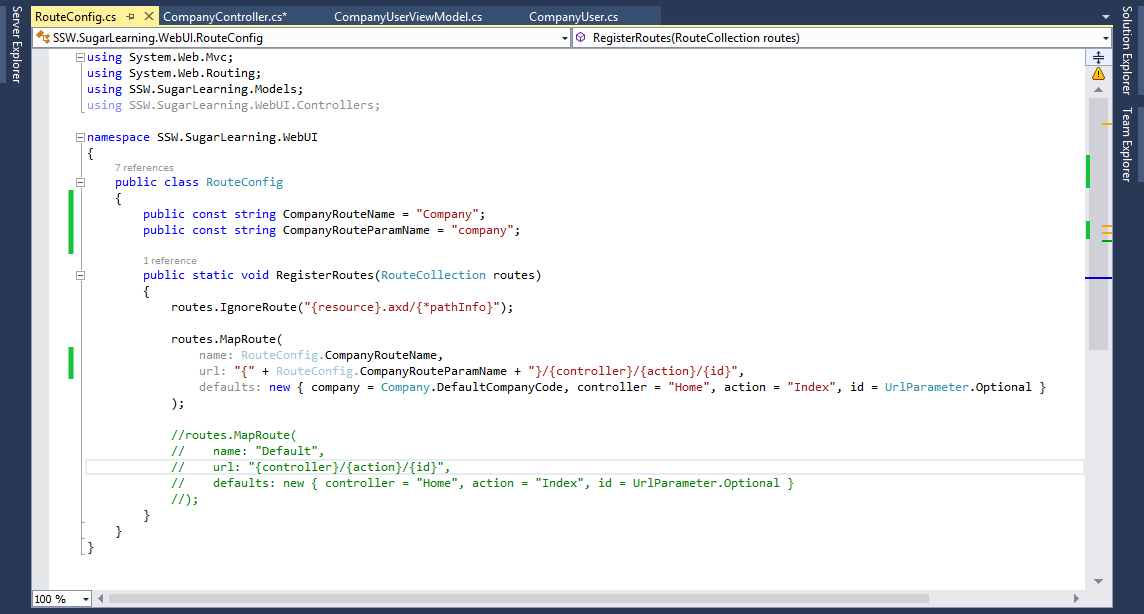 RouteConfig.cs
CompanyController.cs*
CompanyUserViewModel.cs
CompanyUser.cs
Server Explorer
Solution Explorer
Team Explorer
SSW.SugarLearning.WebUI.RouteConfig
RegisterRoutes(RouteCollection routes)
using System.Web.Mvc;
using System.Web.Routing;
using SSW.SugarLearning.Models;
using SSW.SugarLearning.WebUI.Controllers;
namespace SSW.SugarLearning.WebUI
{
7 references
public class RouteConfig
{
public const string CompanyRouteName = "Company";
public const string CompanyRouteParamName = "company";
1 reference
public static void RegisterRoutes(RouteCollection routes)
{
routes.IgnoreRoute("{resource}.axd/{*pathInfo}");
routes.MapRoute(
name: RouteConfig.CompanyRouteName,
url: "{" + RouteConfig.CompanyRouteParamName + "}/{controller}/{action}/{id}",
defaults: new { company = Company.DefaultCompanyCode, controller = "Home", action = "Index", id = UrlParameter.Optional }
);
//routes.MapRoute(
//    name: "Default",
//    url: "{controller}/{action}/{id}",
//    defaults: new { controller = "Home", action = "Index", id = UrlParameter.Optional }
//);
}
}
}
100 %